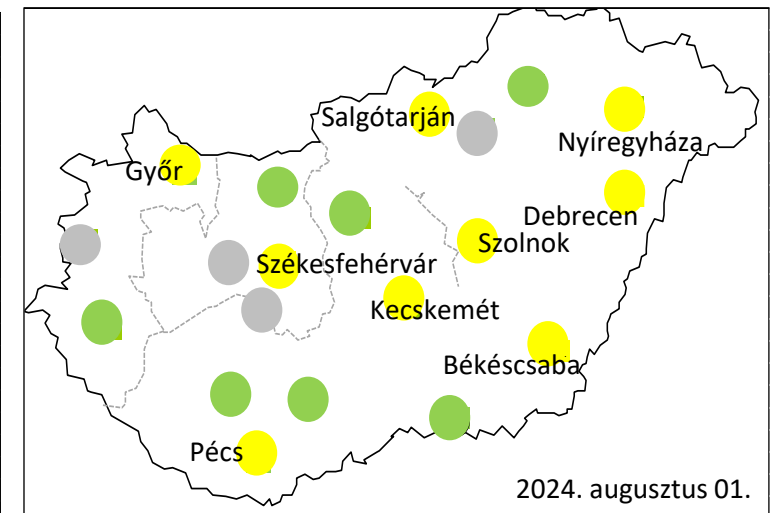 Salgótarján
Nyíregyháza
Győr
Debrecen
Szolnok
Székesfehérvár
Kecskemét
Békéscsaba
Pécs
2024. augusztus 01.